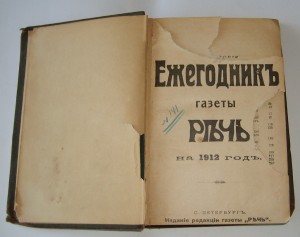 Ежегодникъ
газеты
РѢЧЬ
на 1912 годъ.
С.-ПЕТЕРБУРГЪ.
Изданіе редакціи газеты „РѢЧЬ".